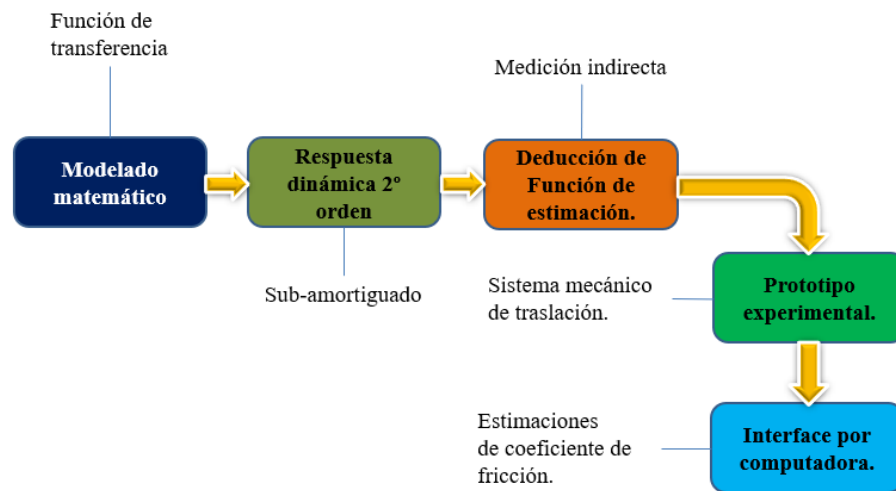 Función de
transferencia
Medición indirecta
Modelado
matemático
Respuesta
dinámica 2º
orden
Deducción de
Función de
estimación.
Sub-amortiguado
Sistema mecánico
de traslación.
Prototipo
experimental.
Estimaciones
de coeficiente de
fricción.
Interface por
computadora.